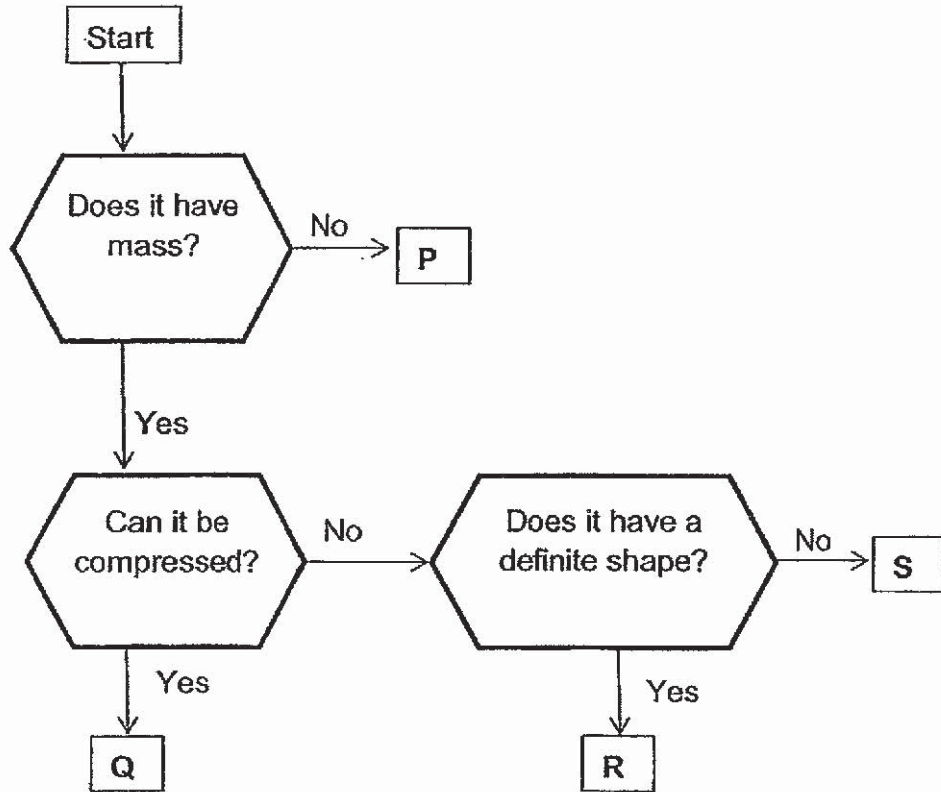 Start
Does it have
mass?
No
P
Yes
Can it be
compressed?
No
Does it have a
definite shape?
No
S
Yes
Q
Yes
R